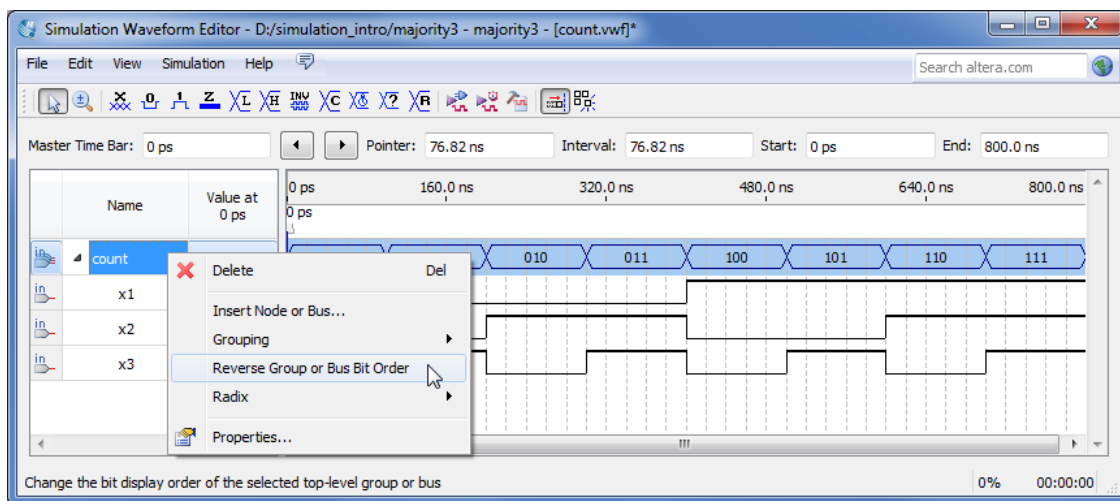 Simulation Waveform Editor - D:/simulation_intro/majority3 - majority3 - [count.vwf]*
File Edit View Simulation Help
Search altera.com
Master Time Bar: 0 ps Pointer: 76.82 ns Interval: 76.82 ns Start: 0 ps End: 800.0 ns
Name
Value at
0 ps
0 ps 160.0 ns 320.0 ns 480.0 ns 640.0 ns 800.0 ns
0 ps
count
010 011 100 101 110 111
x1
x2
x3
Delete Del
Insert Node or Bus...
Grouping
Reverse Group or Bus Bit Order
Radix
Properties...
Change the bit display order of the selected top-level group or bus
0% 00:00:00